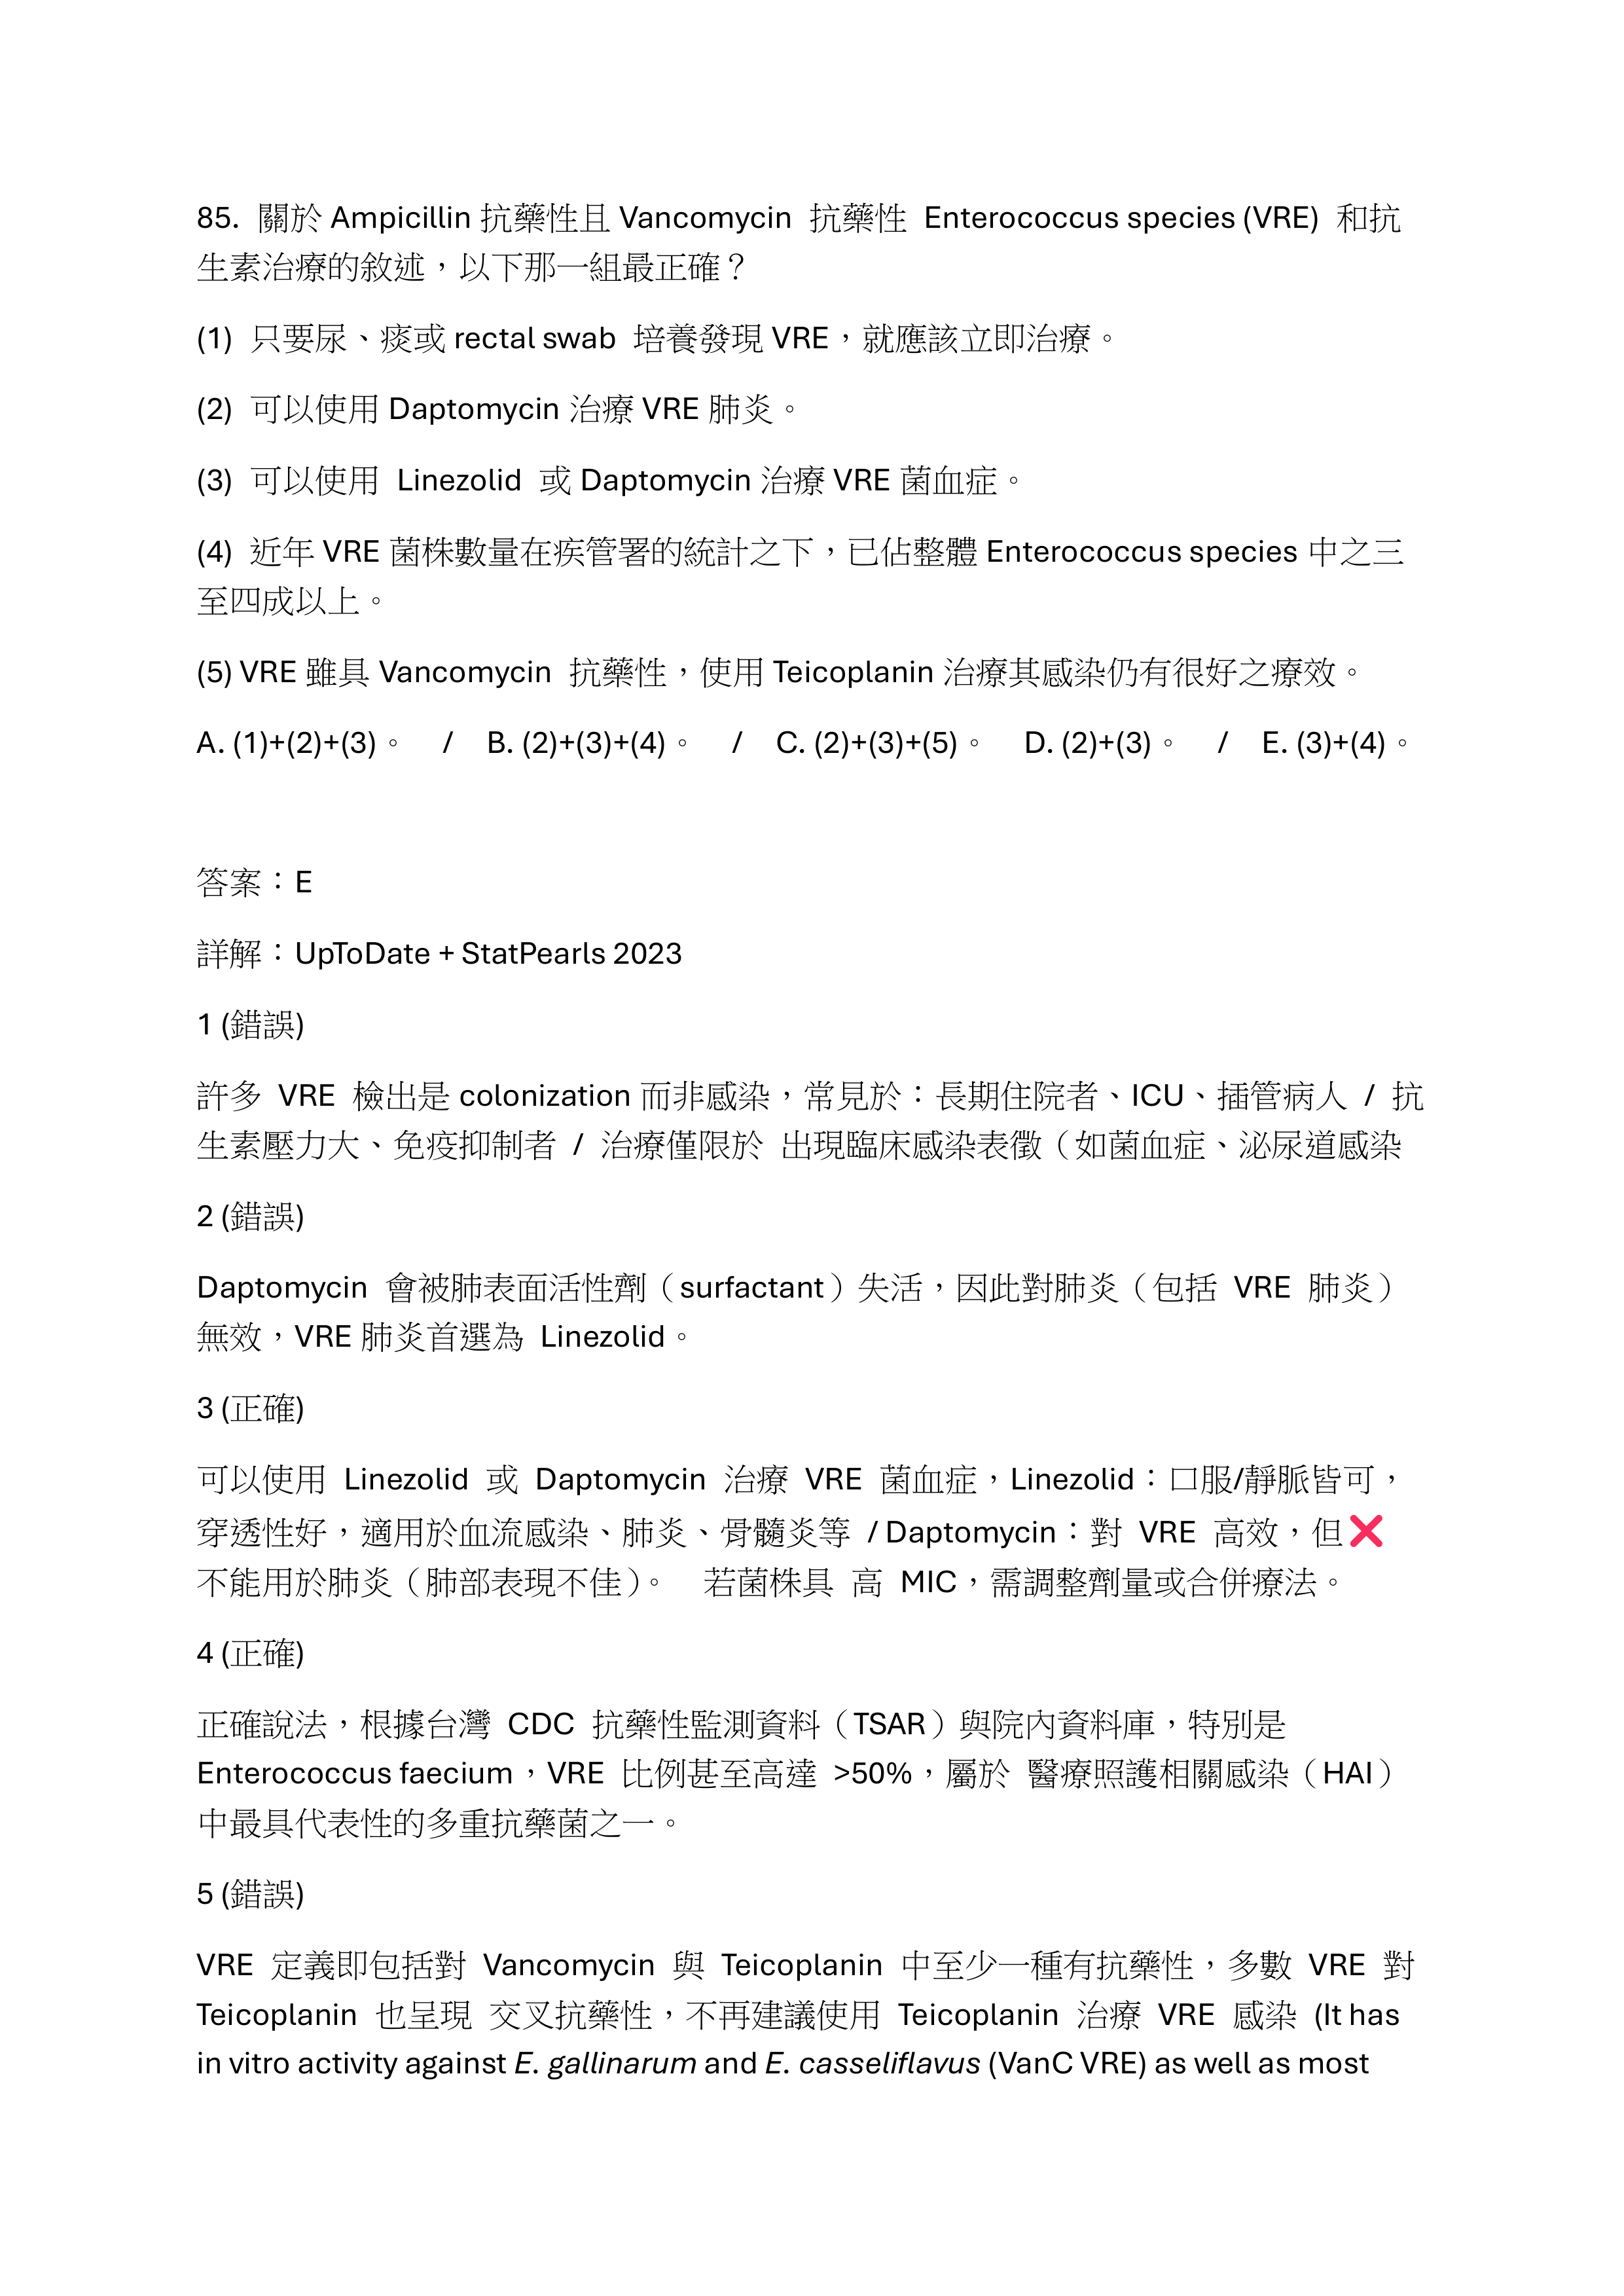 85. 關於 Ampicillin 抗藥性且 Vancomycin 抗藥性 Enterococcus species (VRE) 和抗
生素治療的敘述，以下那一組最正確？
(1) 只要尿、痰或 rectal swab 培養發現 VRE，就應該立即治療。
(2) 可以使用 Daptomycin 治療 VRE 肺炎。
(3) 可以使用 Linezolid 或 Daptomycin 治療 VRE 菌血症。
(4) 近年 VRE 菌株數量在疾管署的統計之下，已佔整體 Enterococcus species 中之三
至四成以上。
(5) VRE 雖具 Vancomycin 抗藥性，使用 Teicoplanin 治療其感染仍有很好之療效。
A. (1)+(2)+(3)。 / B. (2)+(3)+(4)。 / C. (2)+(3)+(5)。 D. (2)+(3)。 / E. (3)+(4)。
答案：E
詳解：UpToDate + StatPearls 2023
1 (錯誤)
許多 VRE 檢出是 colonization 而非感染，常見於：長期住院者、ICU、插管病人 / 抗
生素壓力大、免疫抑制者 / 治療僅限於 出現臨床感染表徵（如菌血症、泌尿道感染
2 (錯誤)
Daptomycin 會被肺表面活性劑（surfactant）失活，因此對肺炎（包括 VRE 肺炎）
無效，VRE 肺炎首選為 Linezolid。
3 (正確)
可以使用 Linezolid 或 Daptomycin 治療 VRE 菌血症，Linezolid：口服/靜脈皆可，
穿透性好，適用於血流感染、肺炎、骨髓炎等 / Daptomycin：對 VRE 高效，但❌
不能用於肺炎（肺部表現不佳）。 若菌株具 高 MIC，需調整劑量或合併療法。
4 (正確)
正確說法，根據台灣 CDC 抗藥性監測資料（TSAR）與院內資料庫，特別是
Enterococcus faecium，VRE 比例甚至高達 >50%，屬於 醫療照護相關感染（HAI）
中最具代表性的多重抗藥菌之一。
5 (錯誤)
VRE 定義即包括對 Vancomycin 與 Teicoplanin 中至少一種有抗藥性，多數 VRE 對
Teicoplanin 也呈現 交叉抗藥性，不再建議使用 Teicoplanin 治療 VRE 感染 (It has
in vitro activity against E. gallinarum and E. casseliflavus (VanC VRE) as well as most